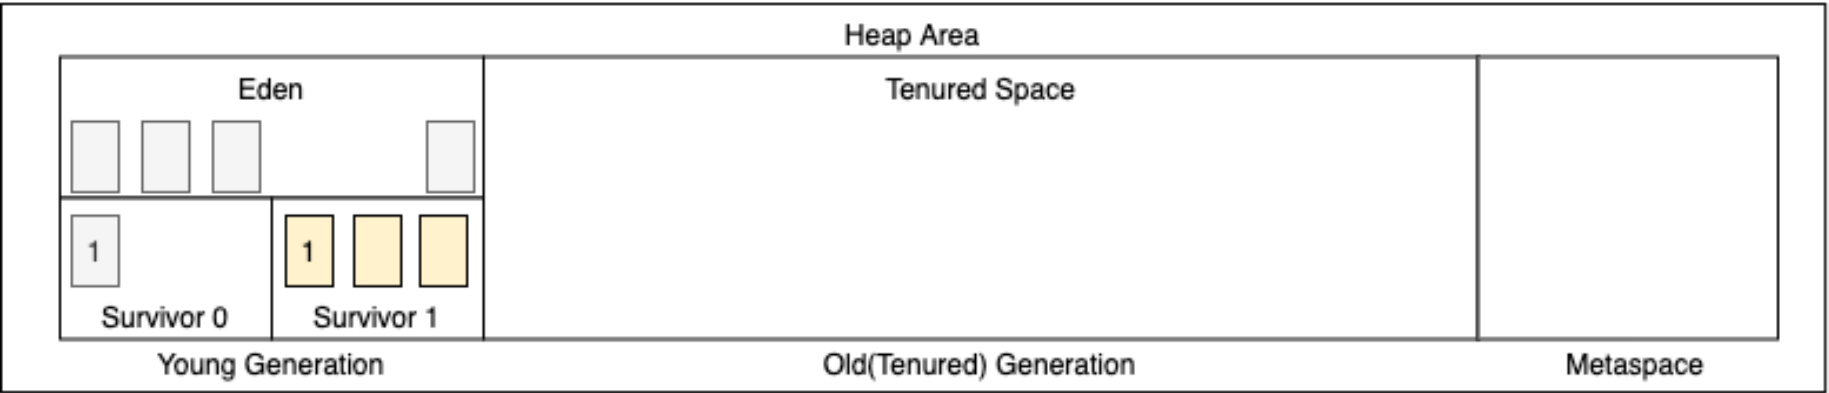 Heap Area
Eden
Tenured Space
1
1
Survivor 0
Survivor 1
Young Generation
Old(Tenured) Generation
Metaspace